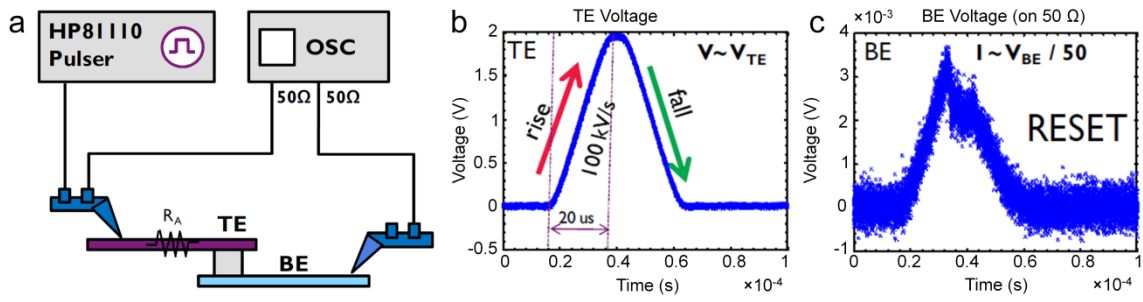 a
HP81110
Pulser
OSC
50Ω
50Ω
R_A
TE
BE
b
TE Voltage
TE
V~ V_TE
rise
100 kV/s
fall
20 us
Voltage (V)
2
1.5
1
0.5
0
-0.5
0
0.2
0.4
0.6
0.8
1
×10⁻⁴
Time (s)
c
×10⁻³
BE Voltage (on 50 Ω)
BE
I ~ V_BE / 50
RESET
Voltage (V)
4
3
2
1
0
-1
0
0.2
0.4
0.6
0.8
1
×10⁻⁴
Time (s)